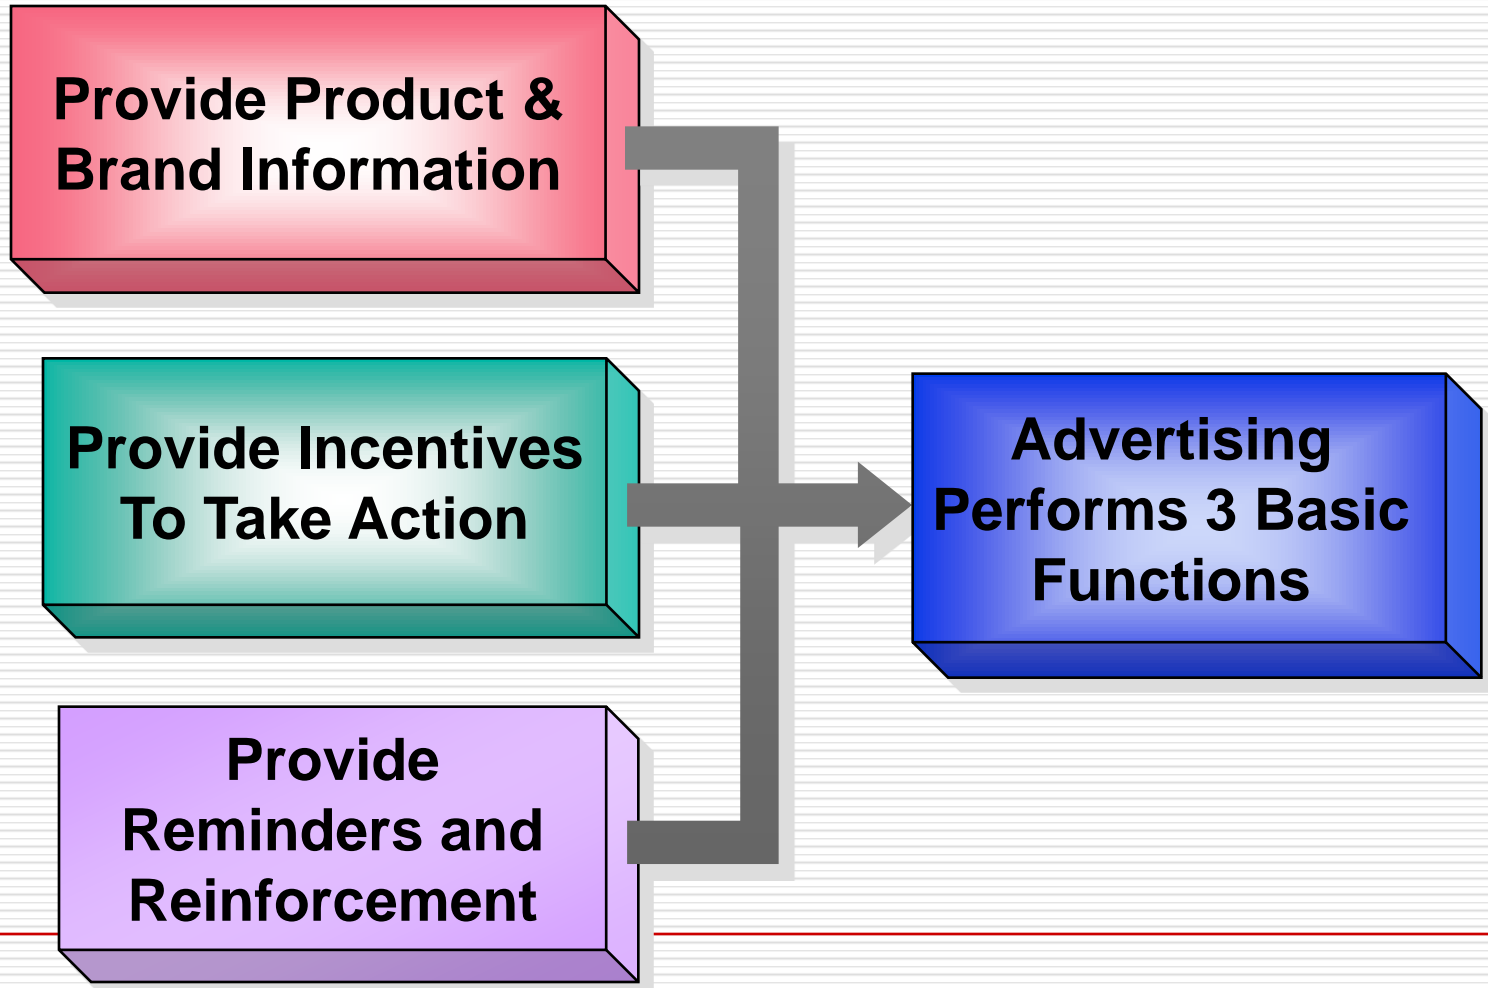 Provide Product &
Brand Information
Provide Incentives
To Take Action
Provide
Reminders and
Reinforcement
Advertising
Performs 3 Basic
Functions